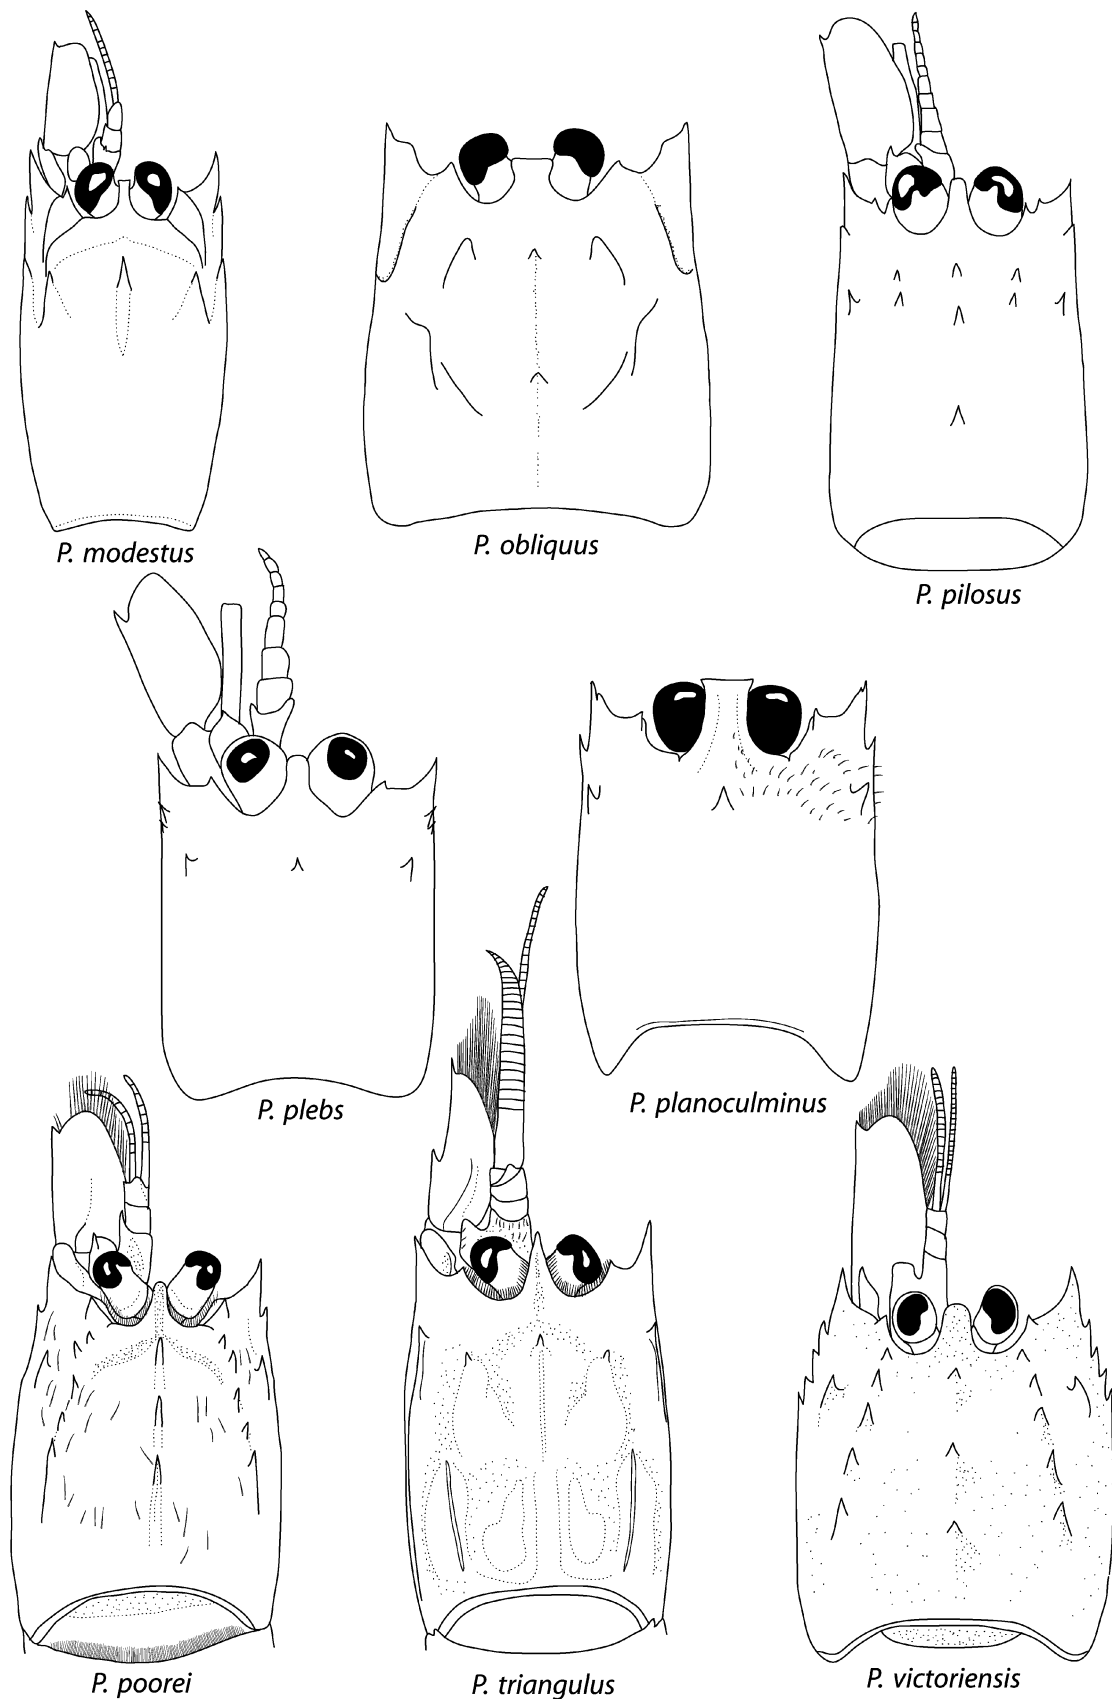 P. modestus
P. obliquus
P. pilosus
P. plebs
P. planoculminus
P. poorei
P. triangulus
P. victoriensis